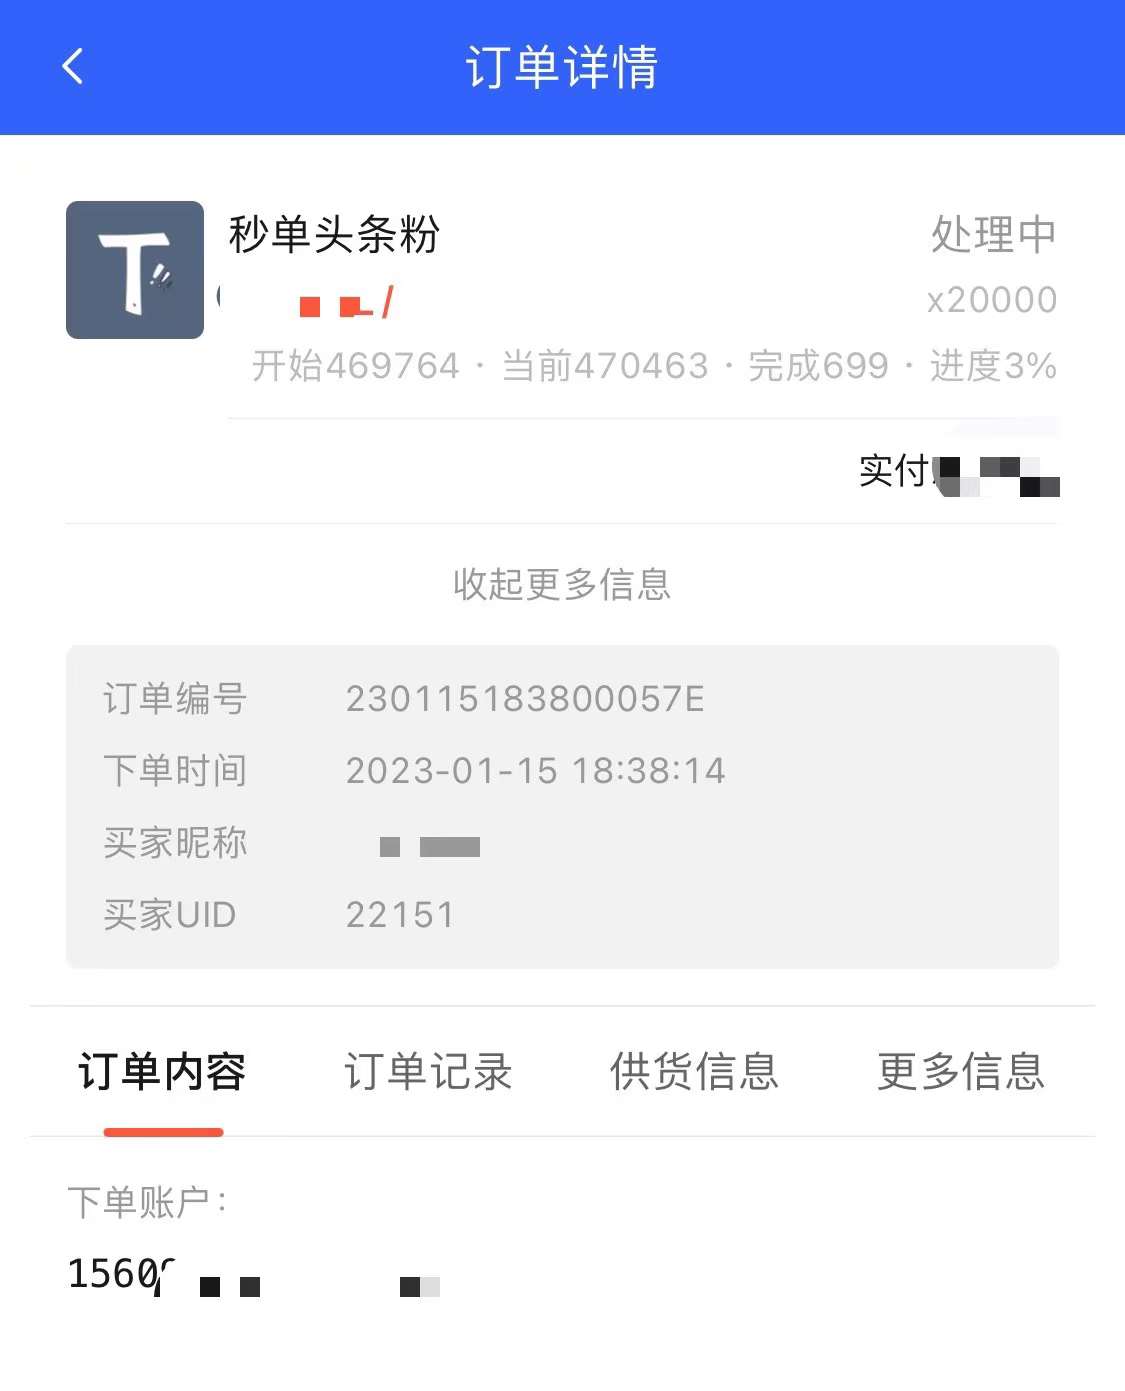 订单详情
下
秒单头条粉
处理中
x20000
开始469764 · 当前470463 · 完成699 · 进度3%
实付
收起更多信息
订单编号 230115183800057E
下单时间 2023-01-15 18:38:14
买家昵称
买家UID 22151
订单内容 订单记录 供货信息 更多信息
下单账户：
1560